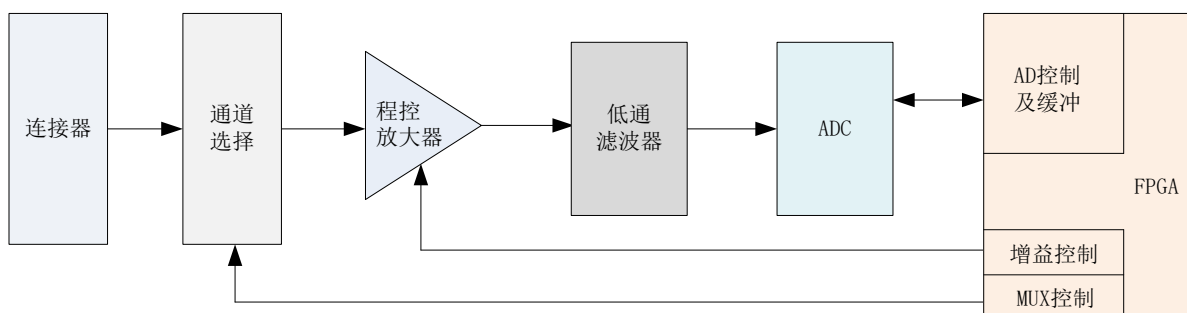 连接器
通道
选择
程控
放大器
低通
滤波器
ADC
AD控制
及缓冲
FPGA
增益控制
MUX控制